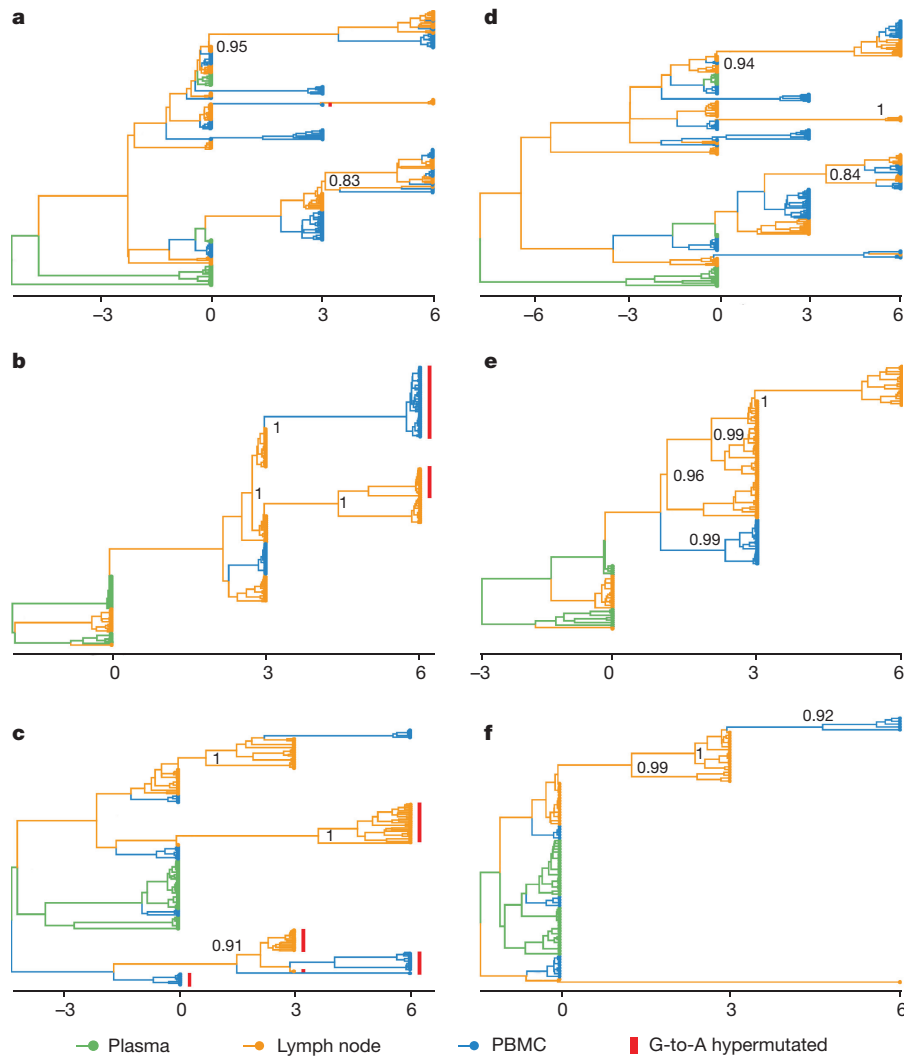 a
0.95
0.83
−3 0 3 6
d
0.94
1
0.84
−6 −3 0 3 6
b
1
1
1
0 3 6
e
1
0.99
0.96
0.99
−3 0 3 6
c
1
1
0.91
−3 0 3 6
f
0.92
1
0.99
0 3 6
Plasma Lymph node PBMC G-to-A hypermutated